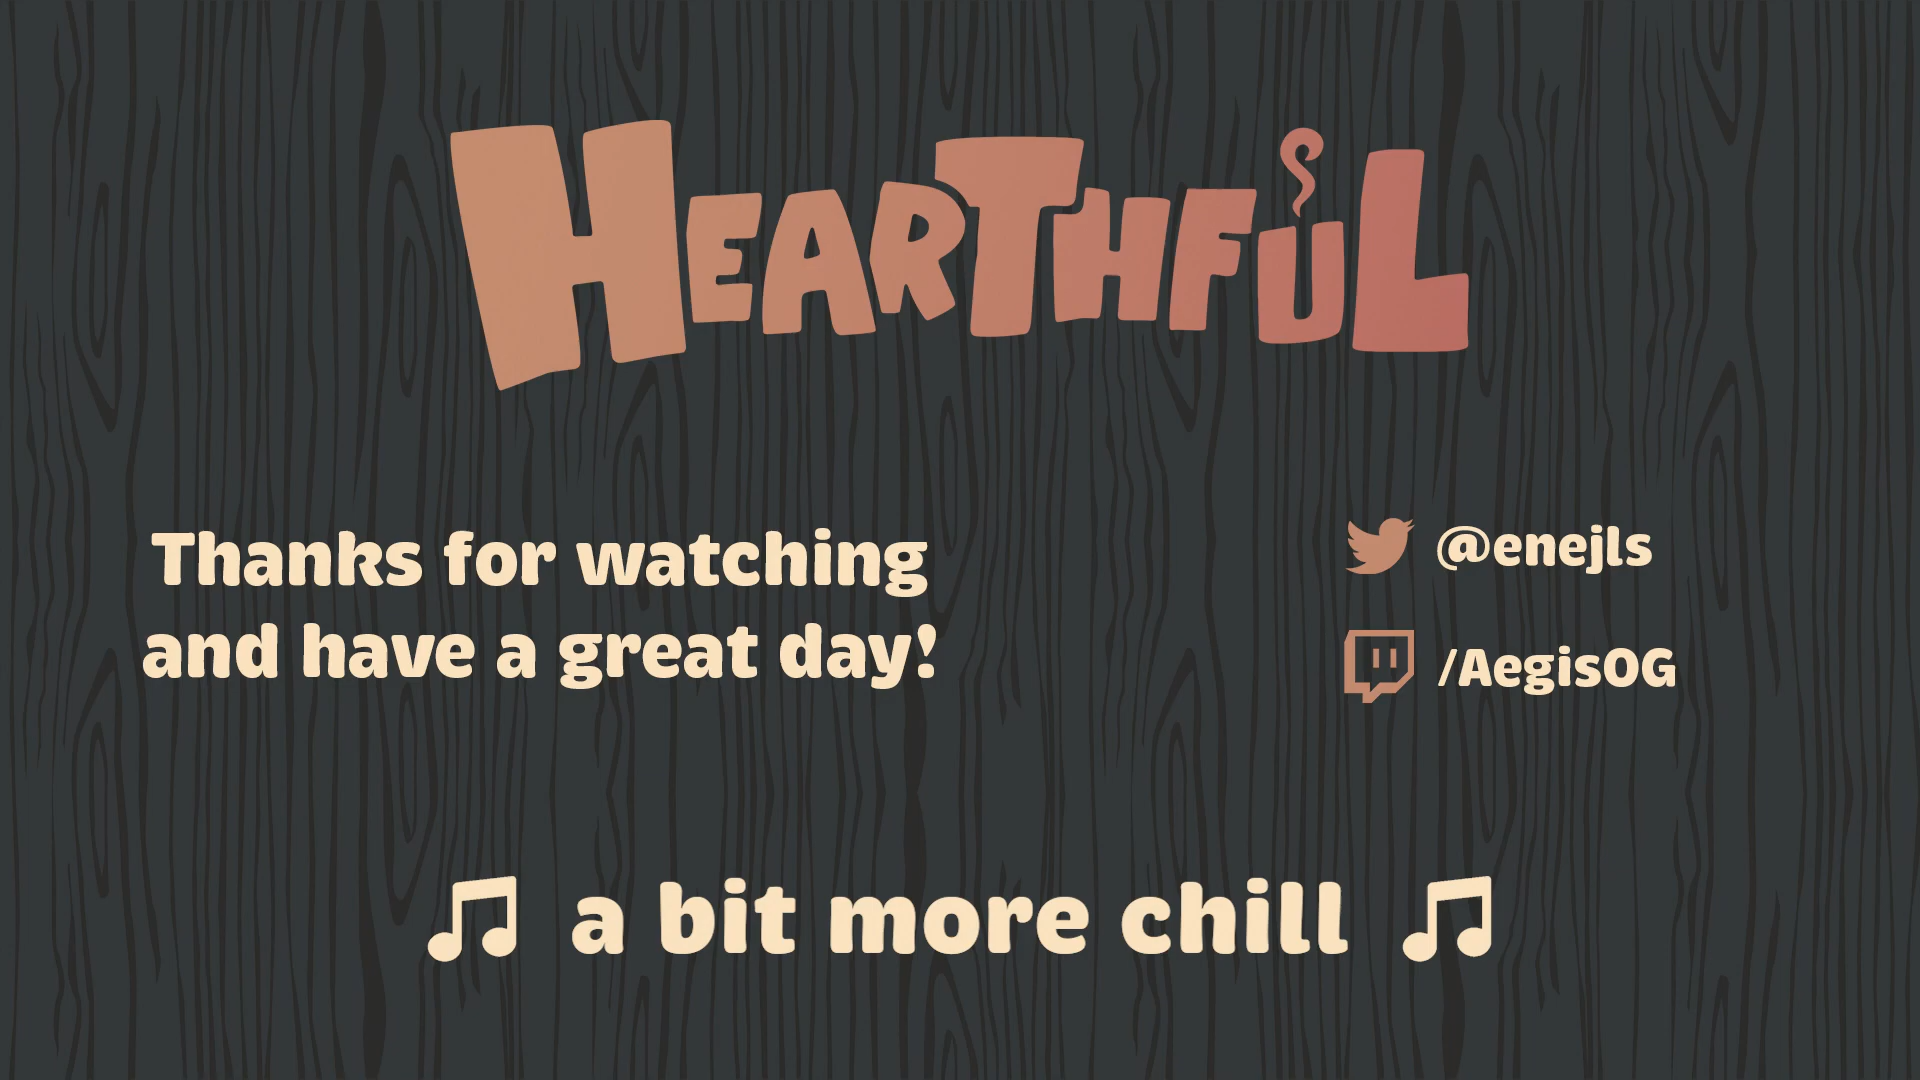 HEARTHFUL
Thanks for watching
and have a great day!
@enejls
/AegisOG
♫ a bit more chill ♫